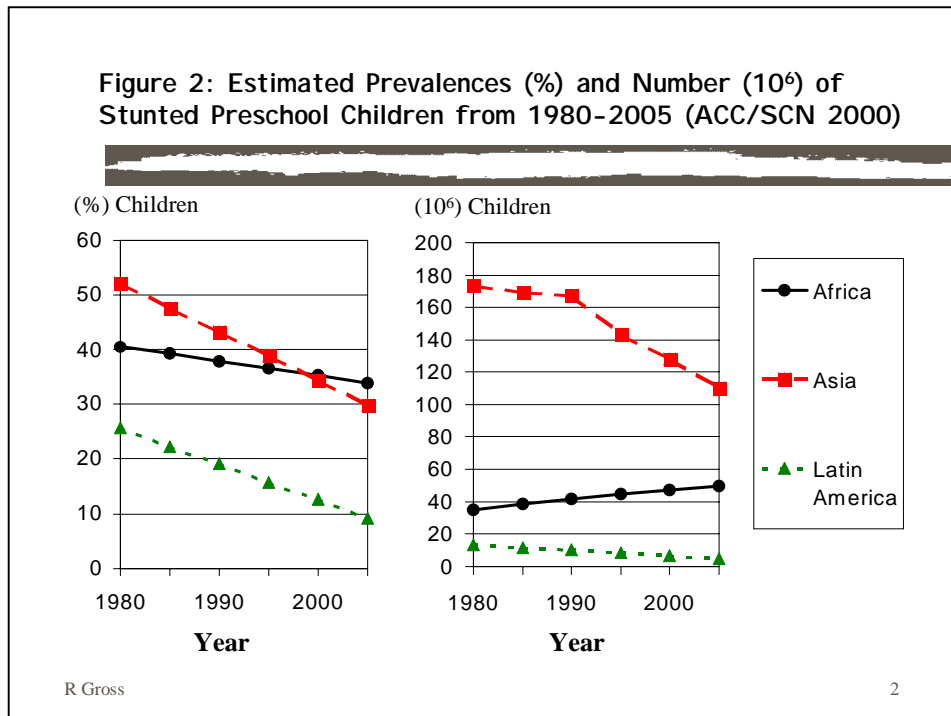 Figure 2: Estimated Prevalences (%) and Number (10⁶) of
Stunted Preschool Children from 1980-2005 (ACC/SCN 2000)
(%) Children
60
50
40
30
20
10
0
1980
1990
2000
Year
(10⁶) Children
200
180
160
140
120
100
80
60
40
20
0
1980
1990
2000
Year
Africa
Asia
Latin
America
R Gross
2